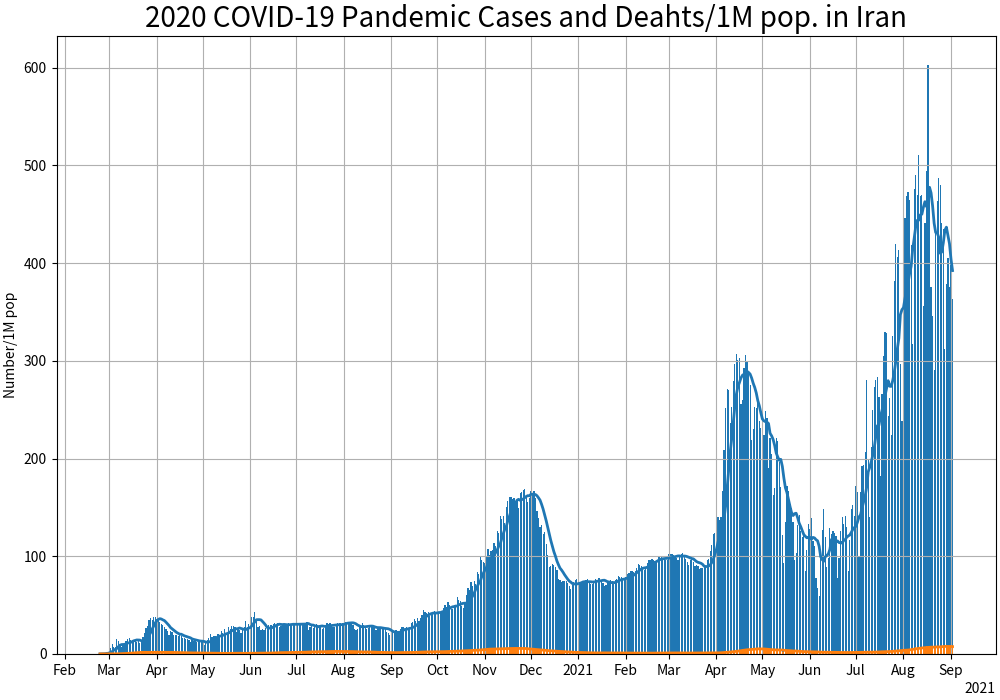 2020 COVID-19 Pandemic Cases and Deahts/1M pop. in Iran
Number/1M pop
600
500
400
300
200
100
0
Feb Mar Apr May Jun Jul Aug Sep Oct Nov Dec 2021 Feb Mar Apr May Jun Jul Aug Sep
2021